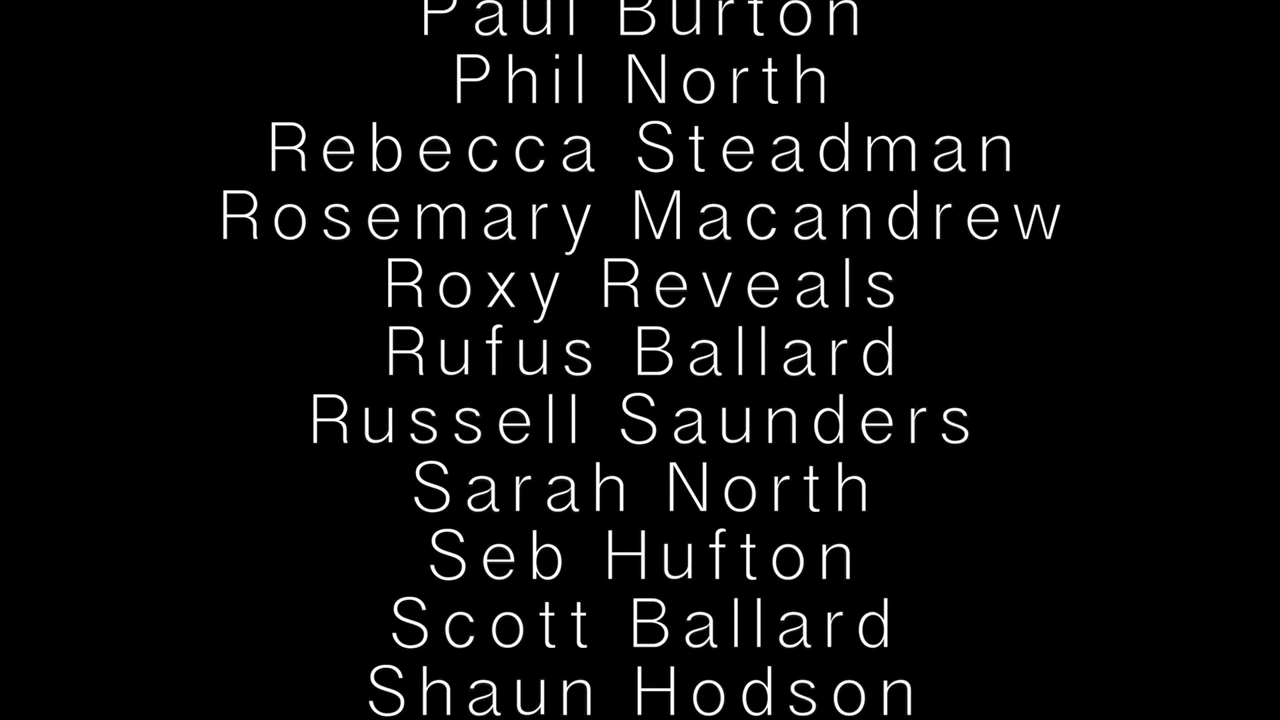 Paul Burton
Phil North
Rebecca Steadman
Rosemary Macandrew
Roxy Reveals
Rufus Ballard
Russell Saunders
Sarah North
Seb Hufton
Scott Ballard
Shaun Hodson